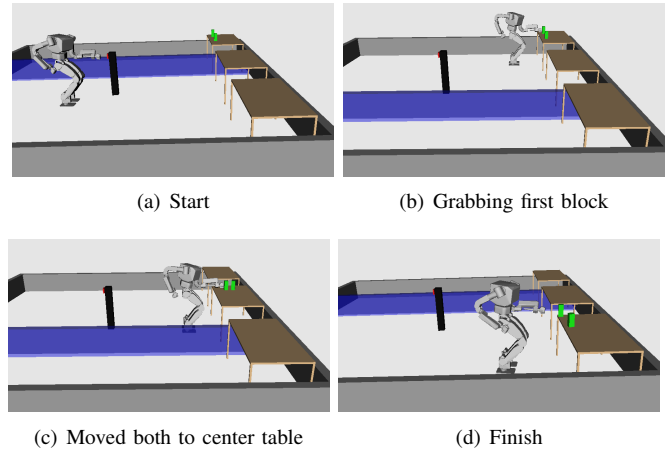 (a) Start
(b) Grabbing first block
(c) Moved both to center table
(d) Finish